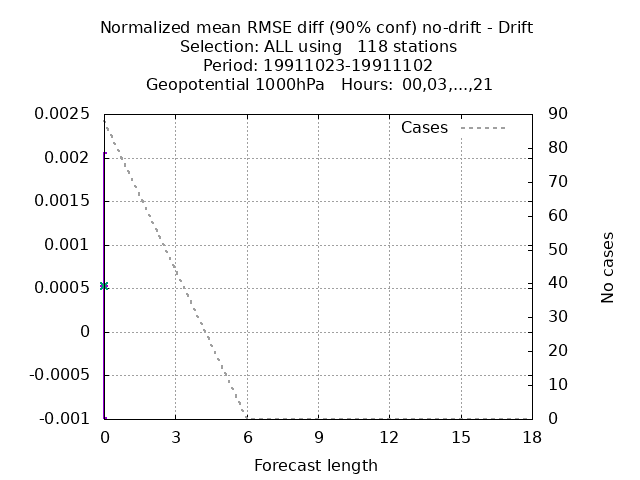 Normalized mean RMSE diff (90% conf) no-drift - Drift
Selection: ALL using   118 stations
Period: 19911023-19911102
Geopotential 1000hPa   Hours:  00,03,...,21
Cases
0.0025
0.002
0.0015
0.001
0.0005
0
-0.0005
-0.001
90
80
70
60
50
40
30
20
10
0
No cases
0 3 6 9 12 15 18
Forecast length